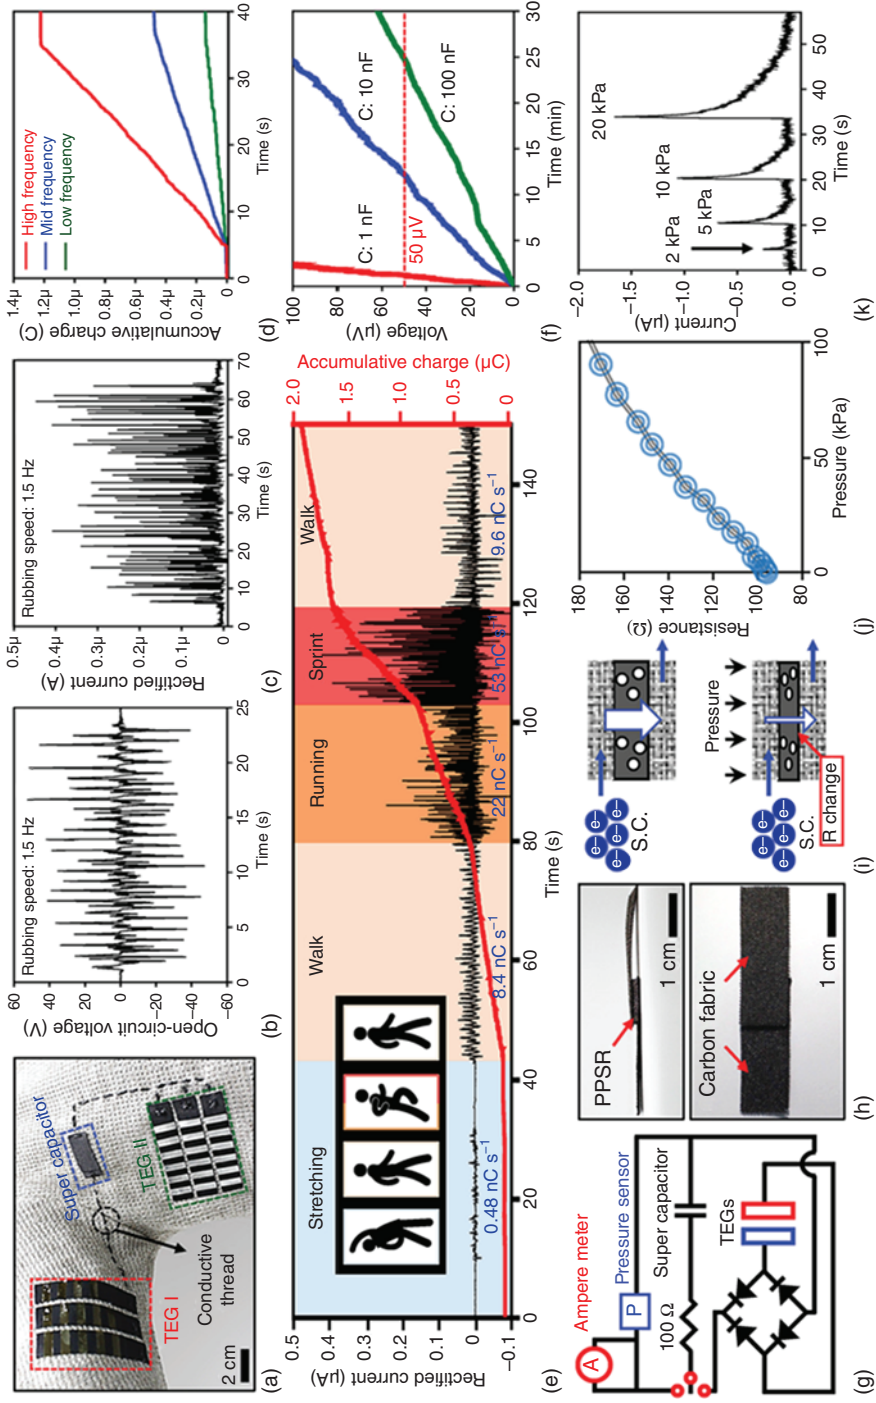 TEG I
Super capacitor
TEG II
Conductive
thread
2 cm
(a)
60
40
20
0
−20
−40
−60
Open-circuit voltage (V)
Rubbing speed: 1.5 Hz
0
5
10
15
20
25
Time (s)
(b)
0.5µ
0.4µ
0.3µ
0.2µ
0.1µ
0
Rectified current (A)
Rubbing speed: 1.5 Hz
0
10
20
30
40
50
60
70
Time (s)
(c)
1.4µ
1.2µ
1.0µ
0.8µ
0.6µ
0.4µ
0.2µ
0
Accumulative charge (C)
High frequency
Mid frequency
Low frequency
0
10
20
30
40
Time (s)
(d)
0.5
0.4
0.3
0.2
0.1
0
−0.1
Rectified current (µA)
Stretching
Walk
Running
Sprint
Walk
0.48 nC s−1
8.4 nC s−1
22 nC s−1
53 nC s−1
9.6 nC s−1
0
20
40
60
80
100
120
140
Time (s)
2.0
1.5
1.0
0.5
0
Accumulative charge (µC)
(e)
100
80
60
40
20
0
Voltage (µV)
C: 1 nF
C: 10 nF
C: 100 nF
50 µV
0
5
10
15
20
25
30
Time (min)
(f)
Ampere meter
A
Pressure sensor
P
Super capacitor
100 Ω
TEGs
(g)
PPSR
1 cm
Carbon fabric
1 cm
(h)
e−
e−
e−
e−
e−
S.C.
Pressure
e−
e−
e−
e−
e−
S.C.
R change
(i)
180
160
140
120
100
80
Resistance (Ω)
0
50
100
Pressure (kPa)
(j)
−2.0
−1.5
−1.0
−0.5
0.0
Current (µA)
2 kPa
5 kPa
10 kPa
20 kPa
0
10
20
30
40
50
Time (s)
(k)